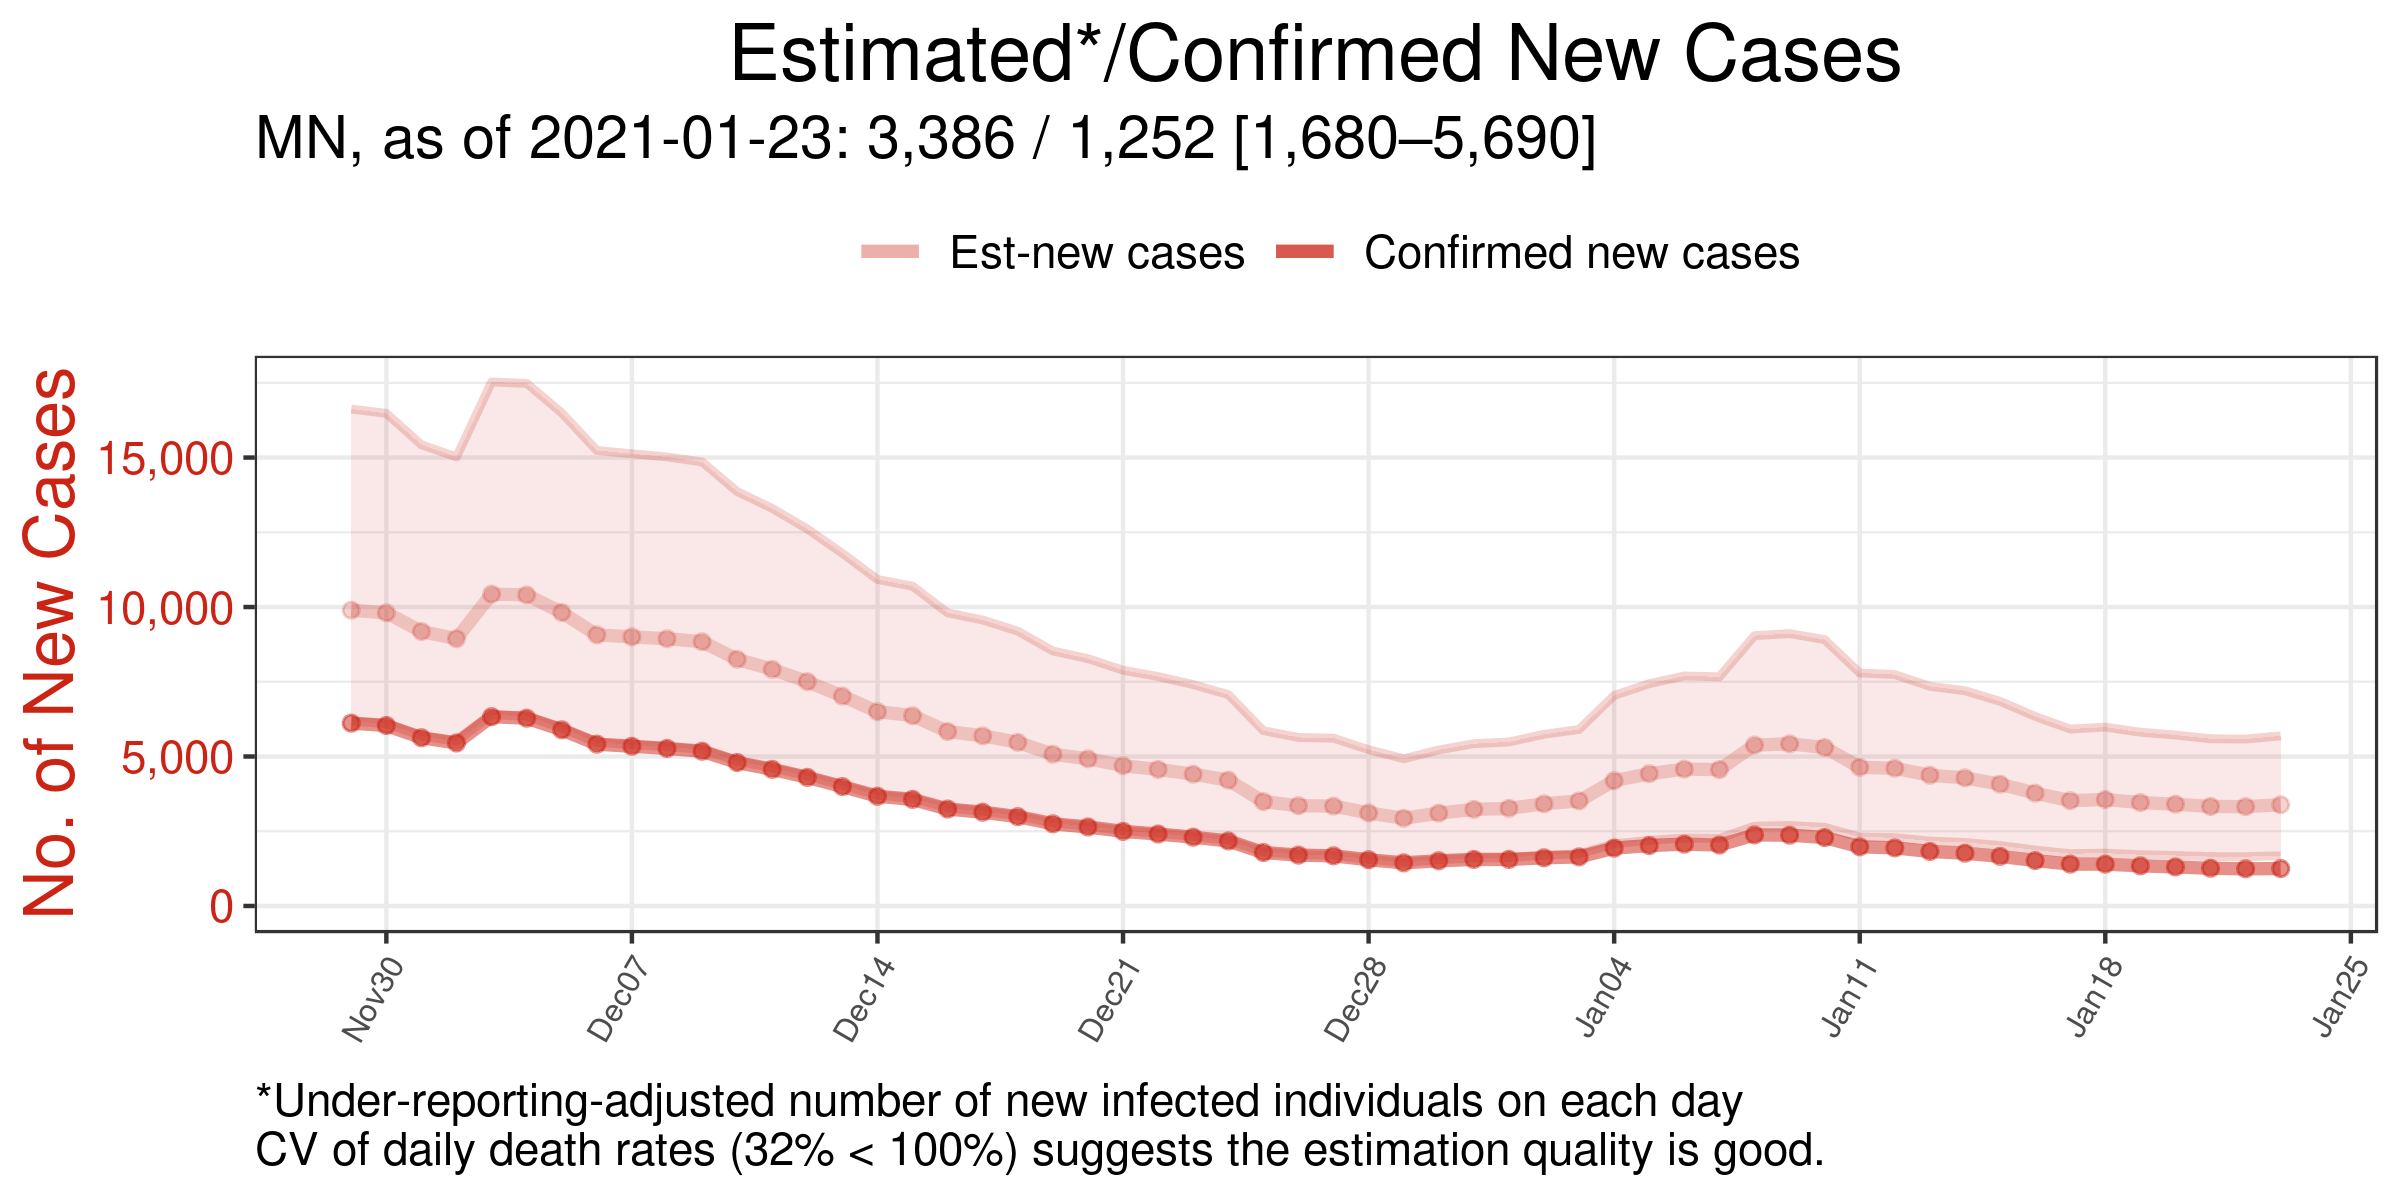 Estimated*/Confirmed New Cases
MN, as of 2021-01-23: 3,386 / 1,252 [1,680–5,690]
Est-new cases
Confirmed new cases
No. of New Cases
15,000
10,000
5,000
0
Nov30
Dec07
Dec14
Dec21
Dec28
Jan04
Jan11
Jan18
Jan25
*Under-reporting-adjusted number of new infected individuals on each day
CV of daily death rates (32% < 100%) suggests the estimation quality is good.